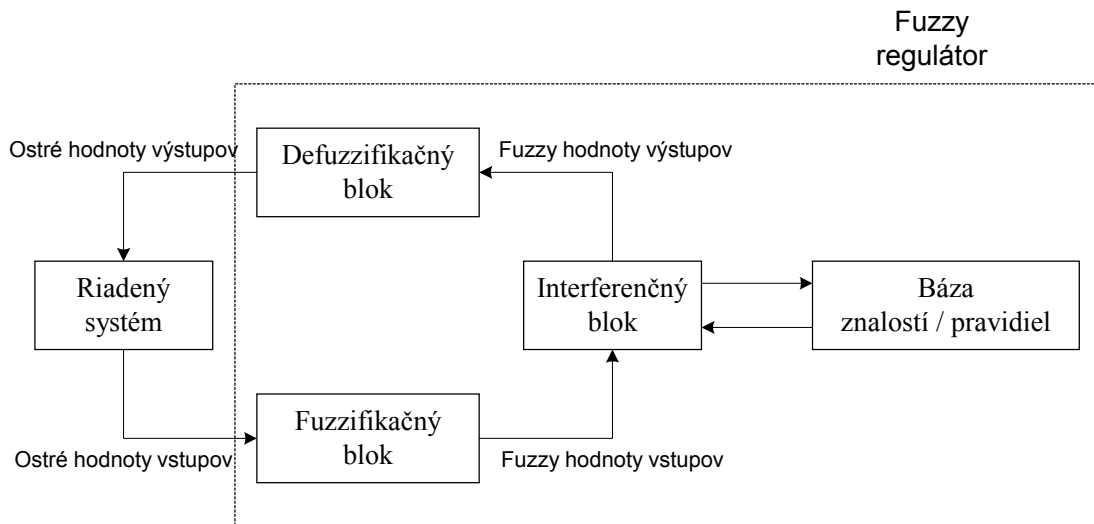 Fuzzy
regulátor
Ostré hodnoty výstupov
Defuzzifikačný
blok
Fuzzy hodnoty výstupov
Riadený
systém
Interferenčný
blok
Báza
znalostí / pravidiel
Fuzzifikačný
blok
Ostré hodnoty vstupov
Fuzzy hodnoty vstupov